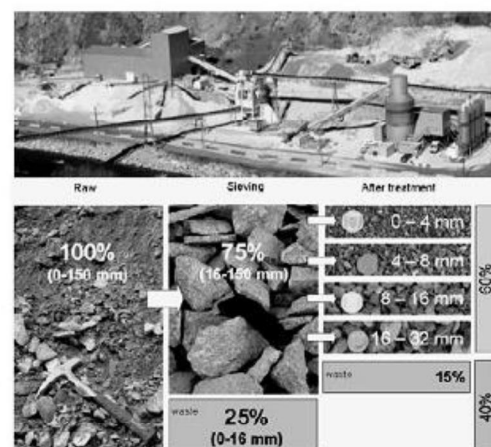 Raw
Sieving
After treatment
100%
(0-150 mm)
75%
(16-150 mm)
0 – 4 mm
4 – 8 mm
8 – 16 mm
16 – 32 mm
60%
waste
15%
waste
25%
(0-16 mm)
40%